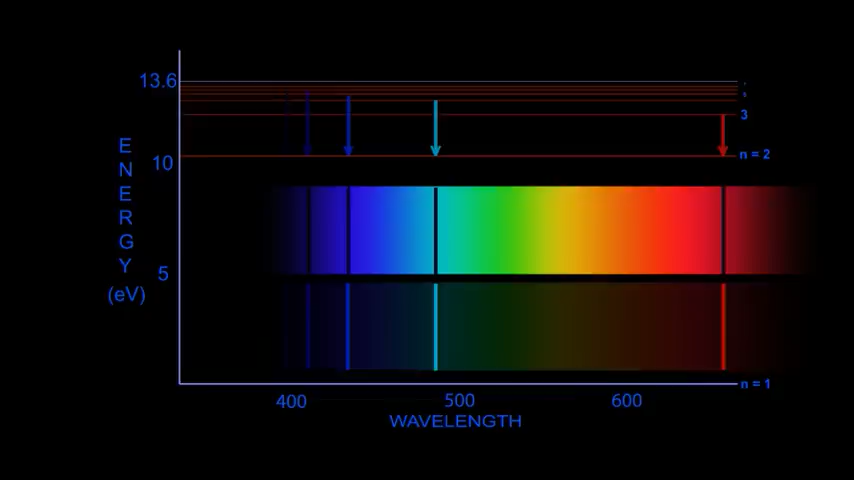 13.6
3
n = 2
10
ENERGY
(eV)
5
n = 1
400 500 600
WAVELENGTH